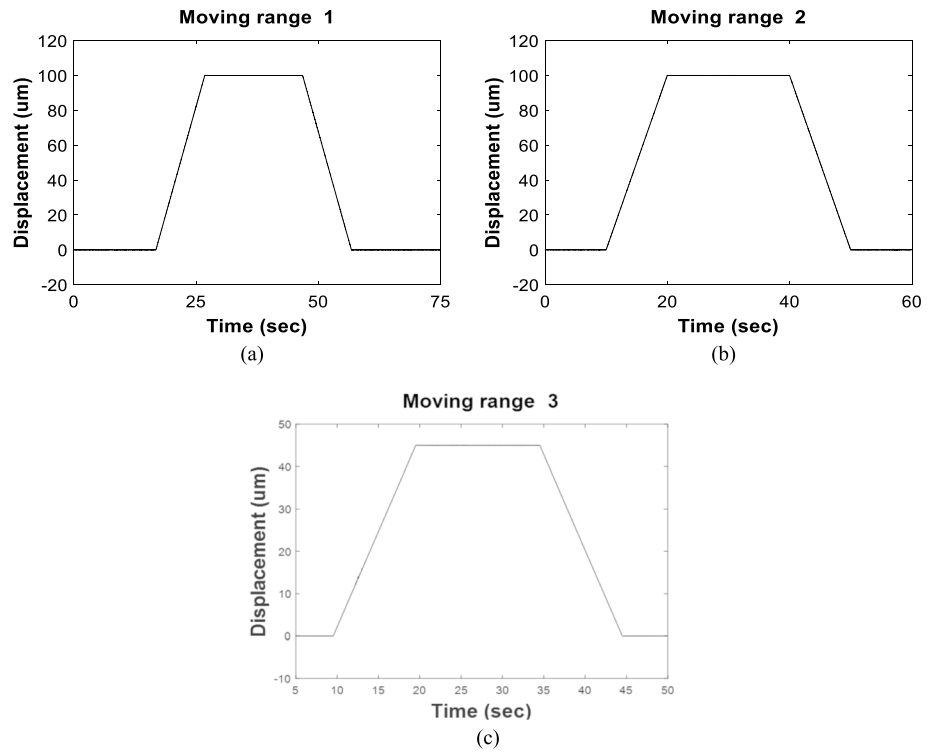 Moving range 1
120
100
80
60
40
20
0
-20
Displacement (um)
0 25 50 75
Time (sec)
(a)
Moving range 2
120
100
80
60
40
20
0
-20
Displacement (um)
0 20 40 60
Time (sec)
(b)
Moving range 3
50
40
30
20
10
0
-10
Displacement (um)
5 10 15 20 25 30 35 40 45 50
Time (sec)
(c)